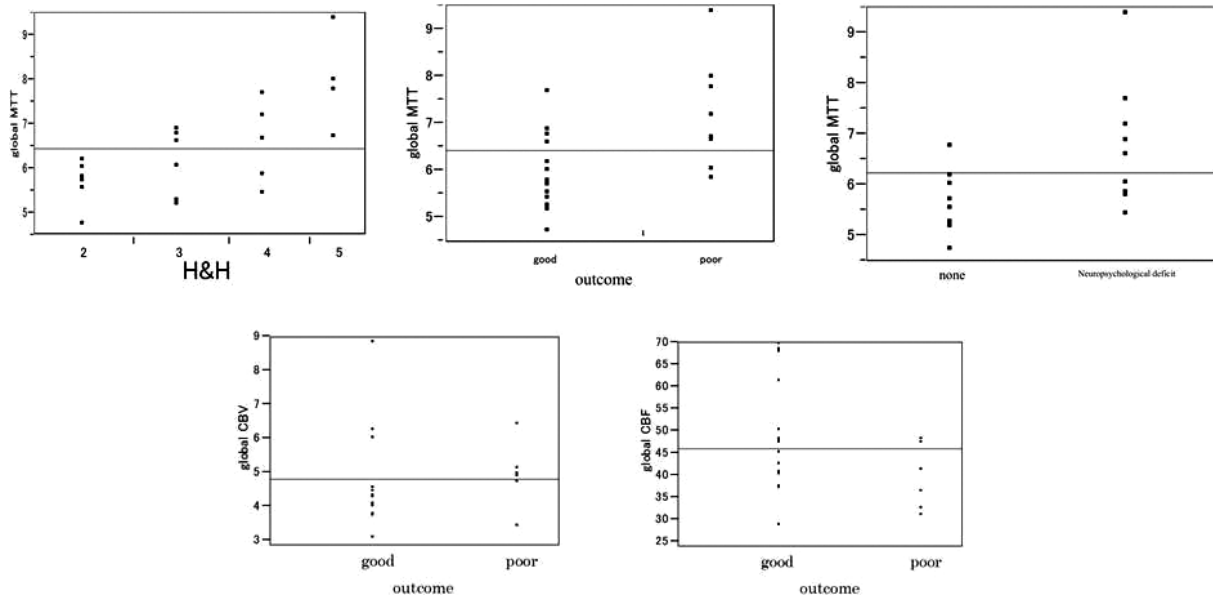 global MTT
9
8
7
6
5
2
3
4
5
H&H
global MTT
9
8
7
6
5
good
poor
outcome
global MTT
9
8
7
6
5
none
Neuropsychological deficit
global CBV
9
8
7
6
5
4
3
good
poor
outcome
global CBF
70
65
60
55
50
45
40
35
30
25
good
poor
outcome